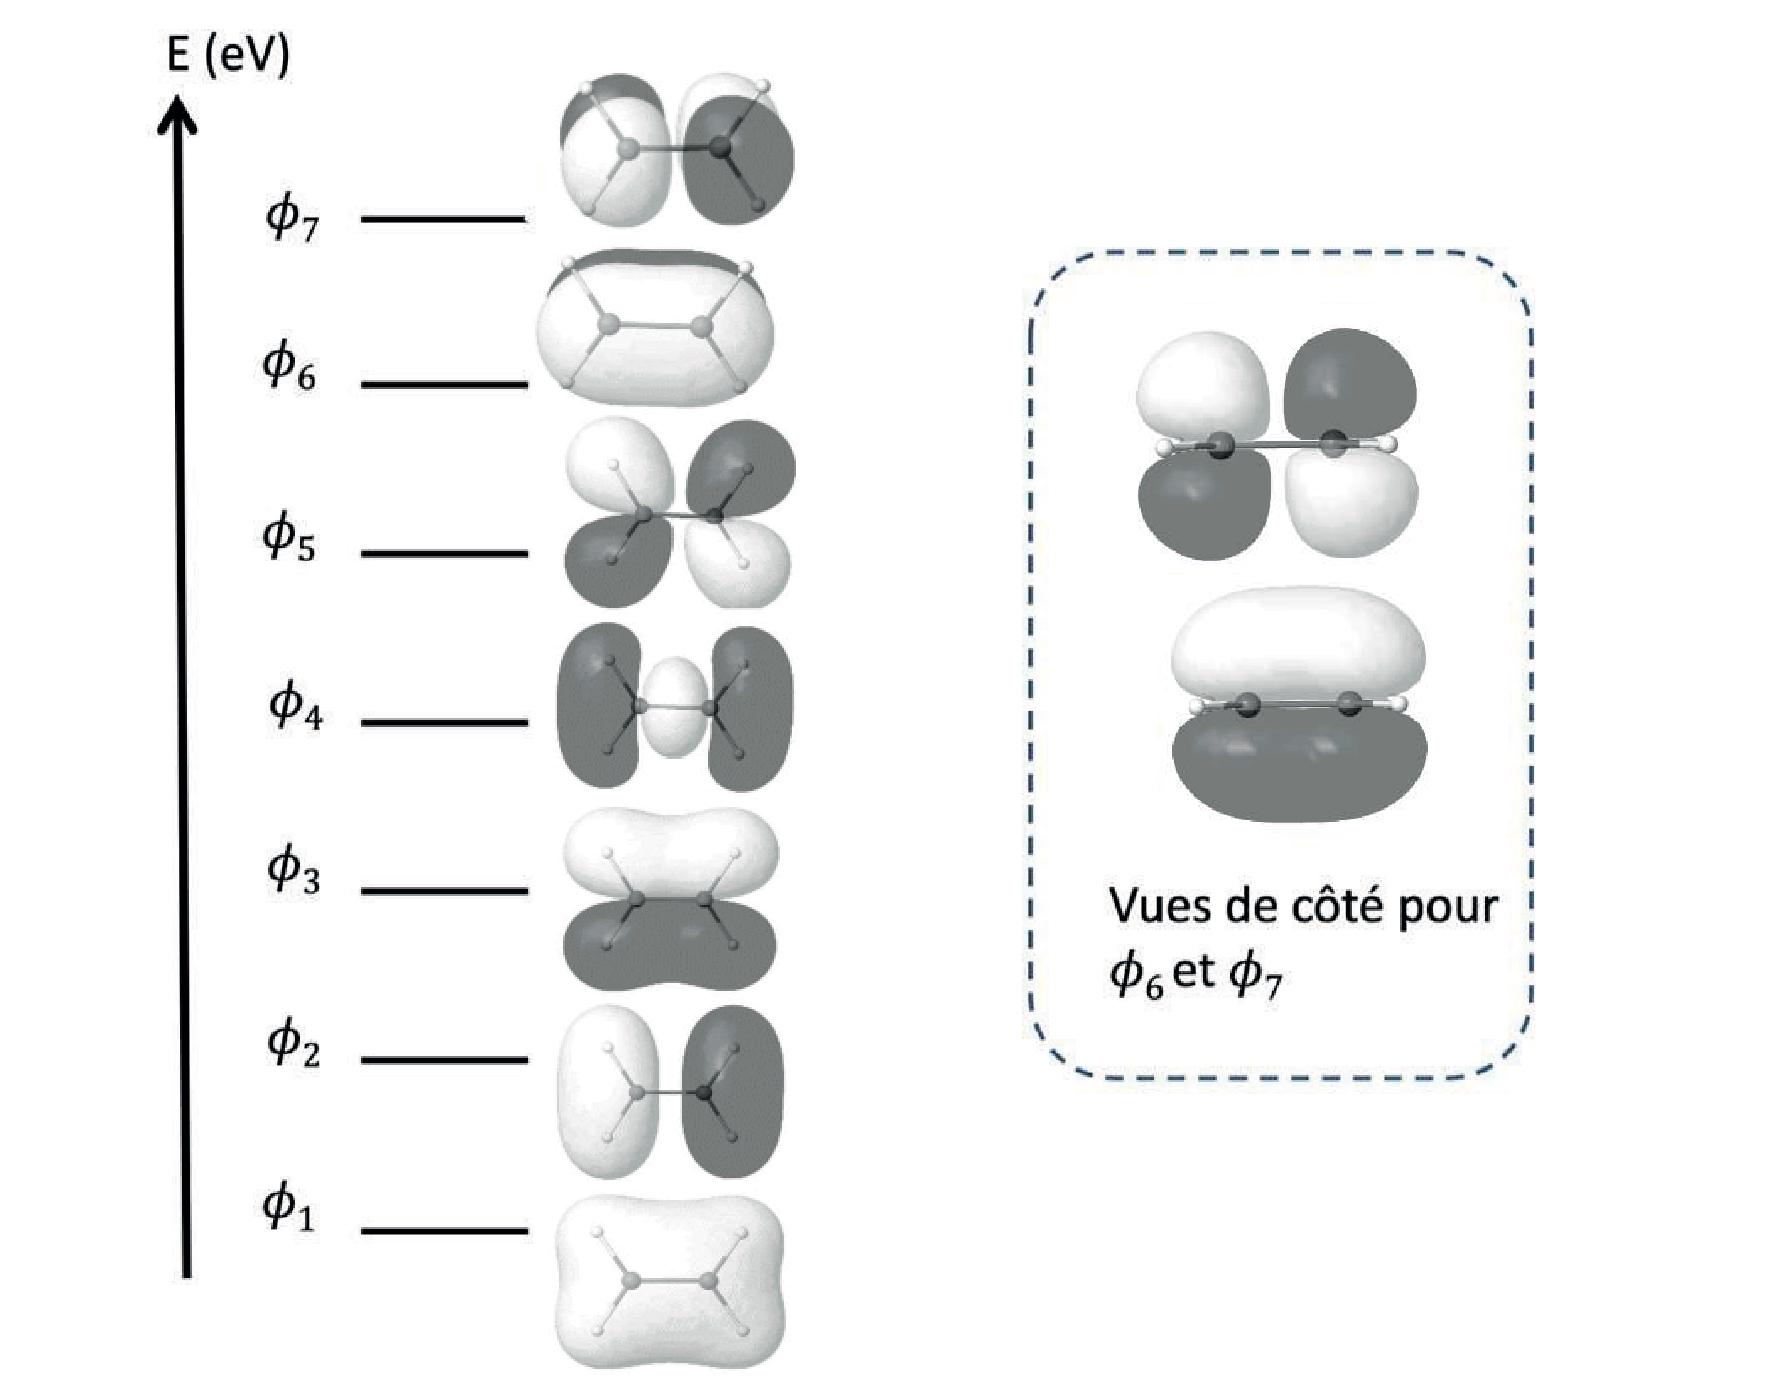 E (eV)
ϕ₇
ϕ₆
ϕ₅
ϕ₄
ϕ₃
ϕ₂
ϕ₁
Vues de côté pour
ϕ₆ et ϕ₇